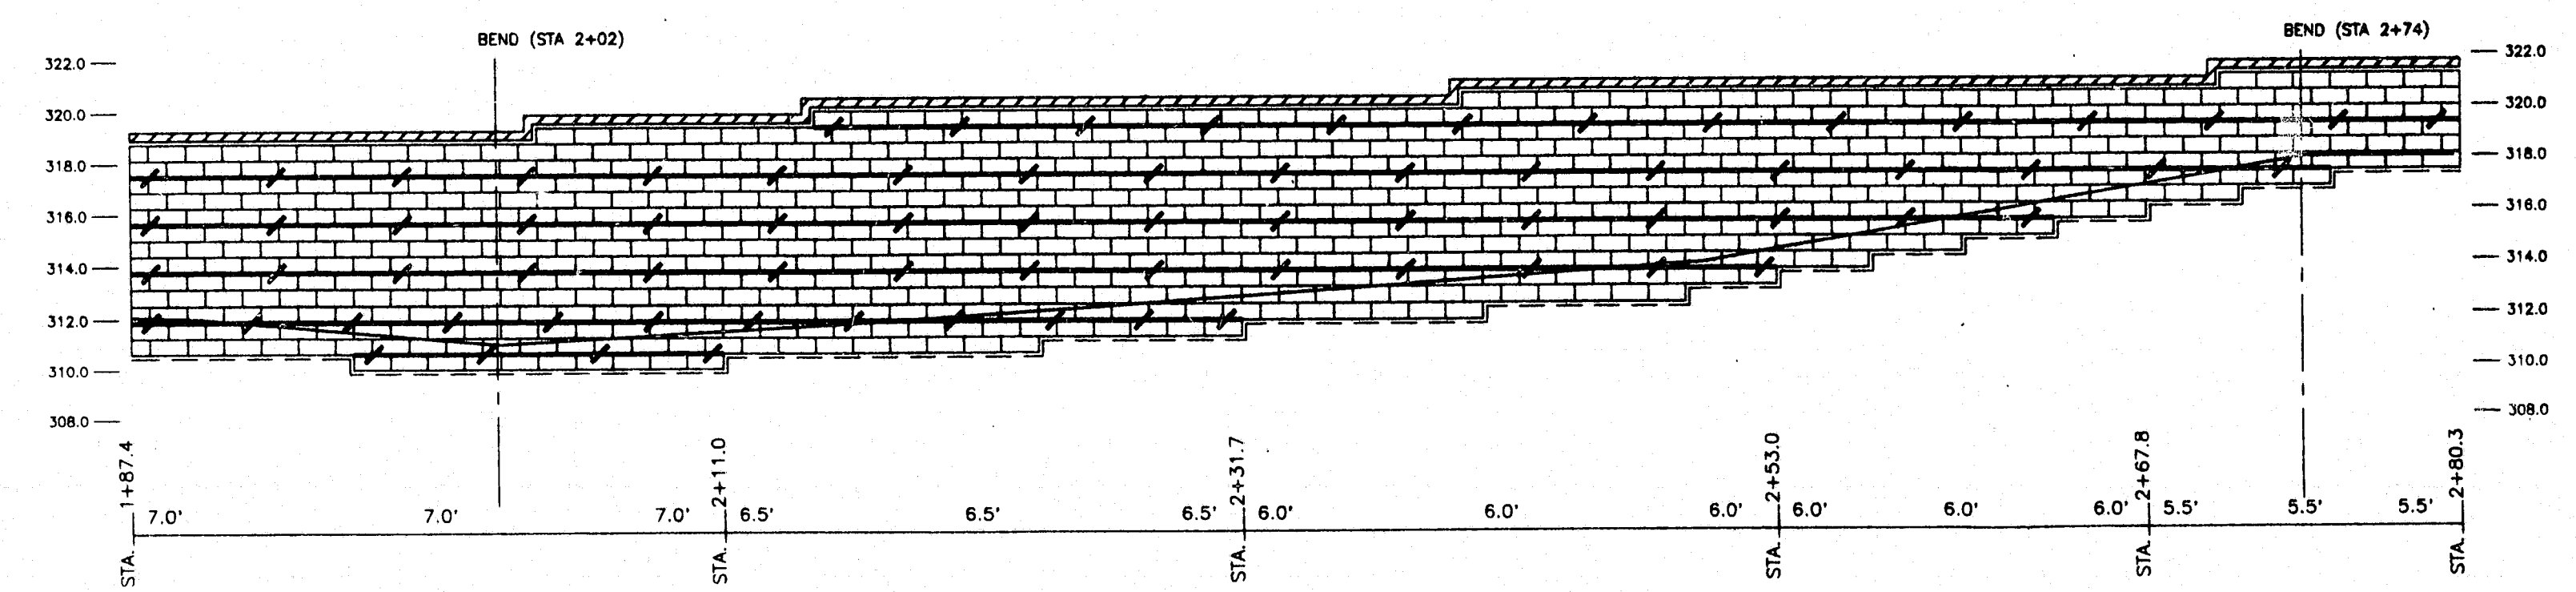 BEND (STA 2+02)
BEND (STA 2+74)
322.0
322.0
320.0
320.0
318.0
318.0
316.0
316.0
314.0
314.0
312.0
312.0
310.0
310.0
308.0
308.0
STA. 1+87.4
STA. 2+11.0
STA. 2+31.7
STA. 2+53.0
STA. 2+67.8
STA. 2+80.3
7.0' 7.0' 7.0' 6.5' 6.5' 6.5' 6.0' 6.0' 6.0' 6.0' 6.0' 6.0' 5.5' 5.5' 5.5'